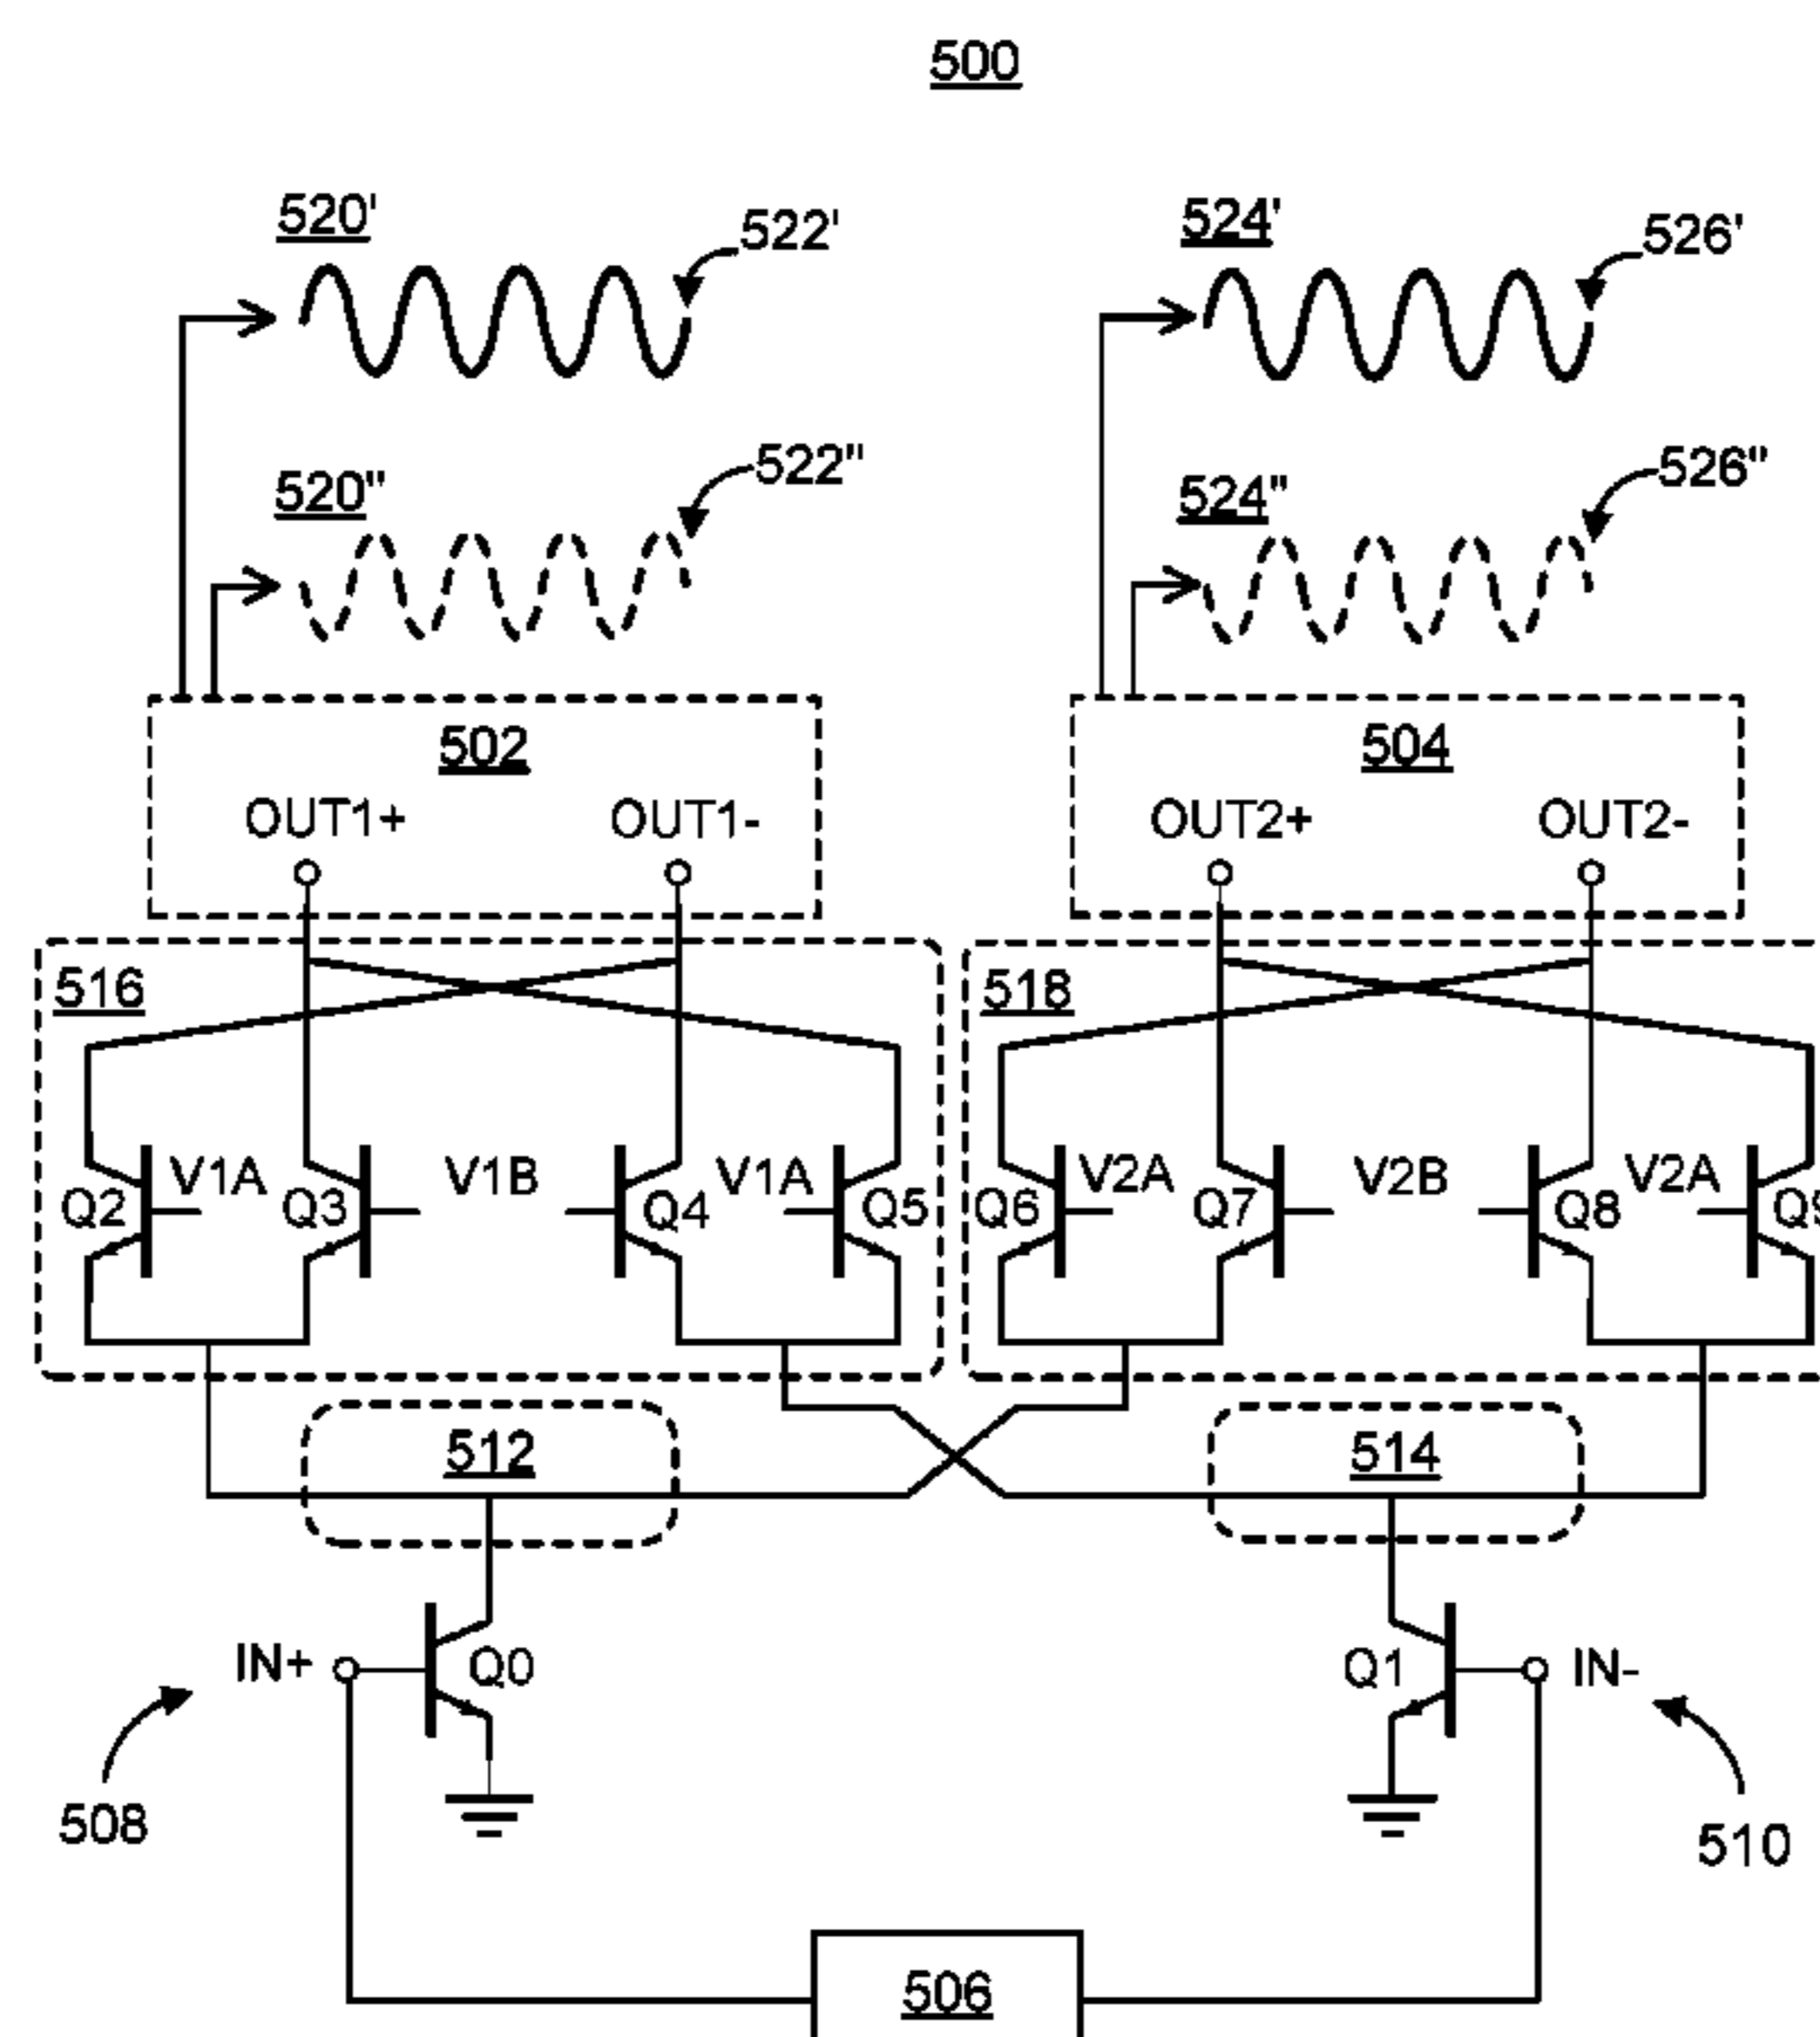 500
520' 522' 524' 526'
520" 522" 524" 526"
502 504
OUT1+ OUT1- OUT2+ OUT2-
516 518
V1A V1B V1A V2A V2B V2A
Q2 Q3 Q4 Q5 Q6 Q7 Q8 Q9
512 514
IN+ Q0 Q1 IN-
508 510
506